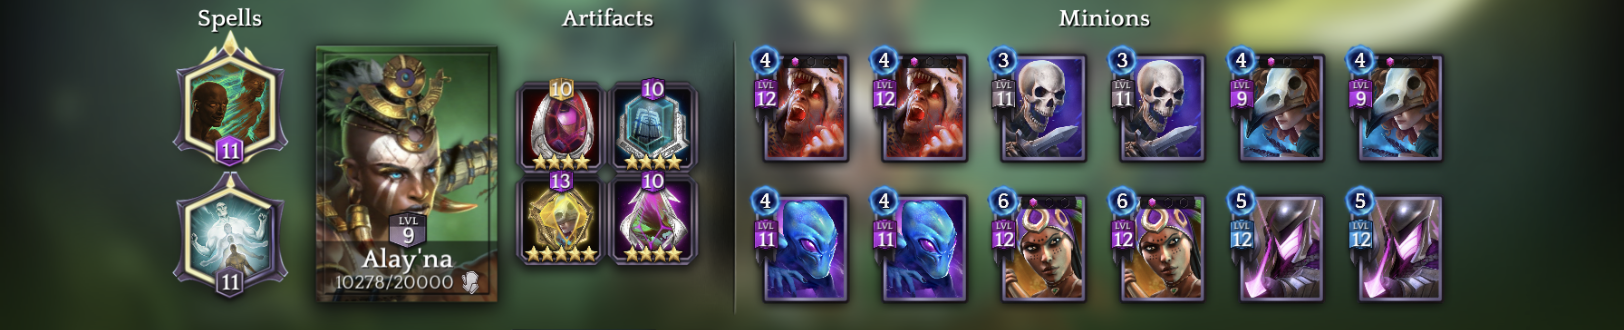 Spells
Artifacts
Minions
11
11
LVL
9
Alay'na
10278/20000
10
10
13
10
4
LVL
12
4
LVL
12
3
LVL
11
3
LVL
11
4
LVL
9
4
LVL
9
4
LVL
11
4
LVL
11
6
LVL
12
6
LVL
12
5
LVL
12
5
LVL
12